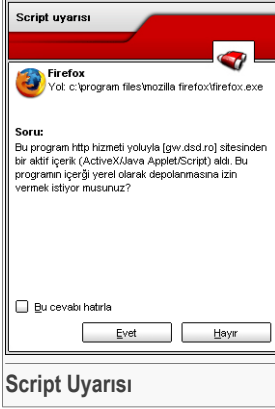 Script uyarısı
Firefox
Yol: c:\program files\mozilla firefox\firefox.exe
Soru:
Bu program http hizmeti yoluyla [gw.dsd.ro] sitesinden
bir aktif içerik (ActiveX/Java Applet/Script) aldı. Bu
programın içerği yerel olarak depolanmasına izin
vermek istiyor musunuz?
Bu cevabı hatırla
Evet
Hayır
Script Uyarısı